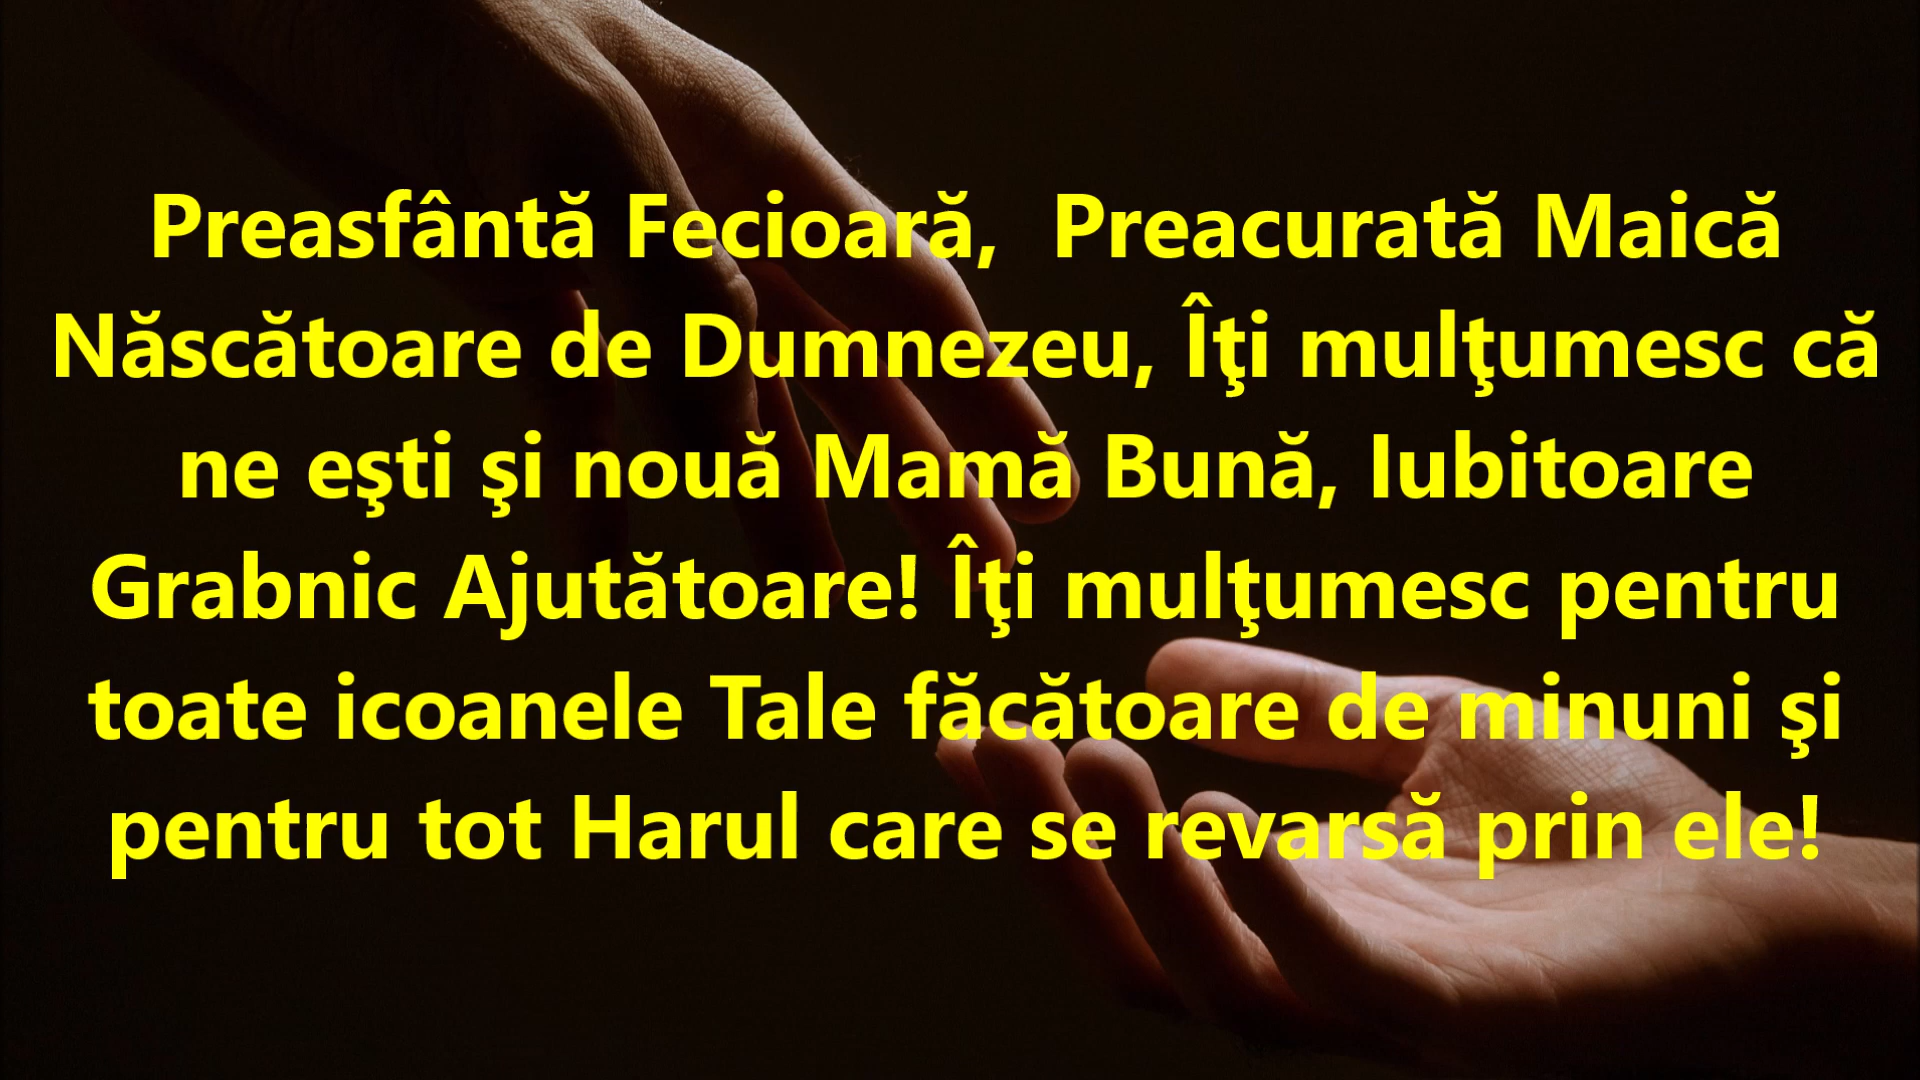 Preasfântă Fecioară,  Preacurată Maică
Născătoare de Dumnezeu, Îţi mulţumesc că
ne eşti şi nouă Mamă Bună, Iubitoare
Grabnic Ajutătoare! Îţi mulţumesc pentru
toate icoanele Tale făcătoare de minuni şi
pentru tot Harul care se revarsă prin ele!